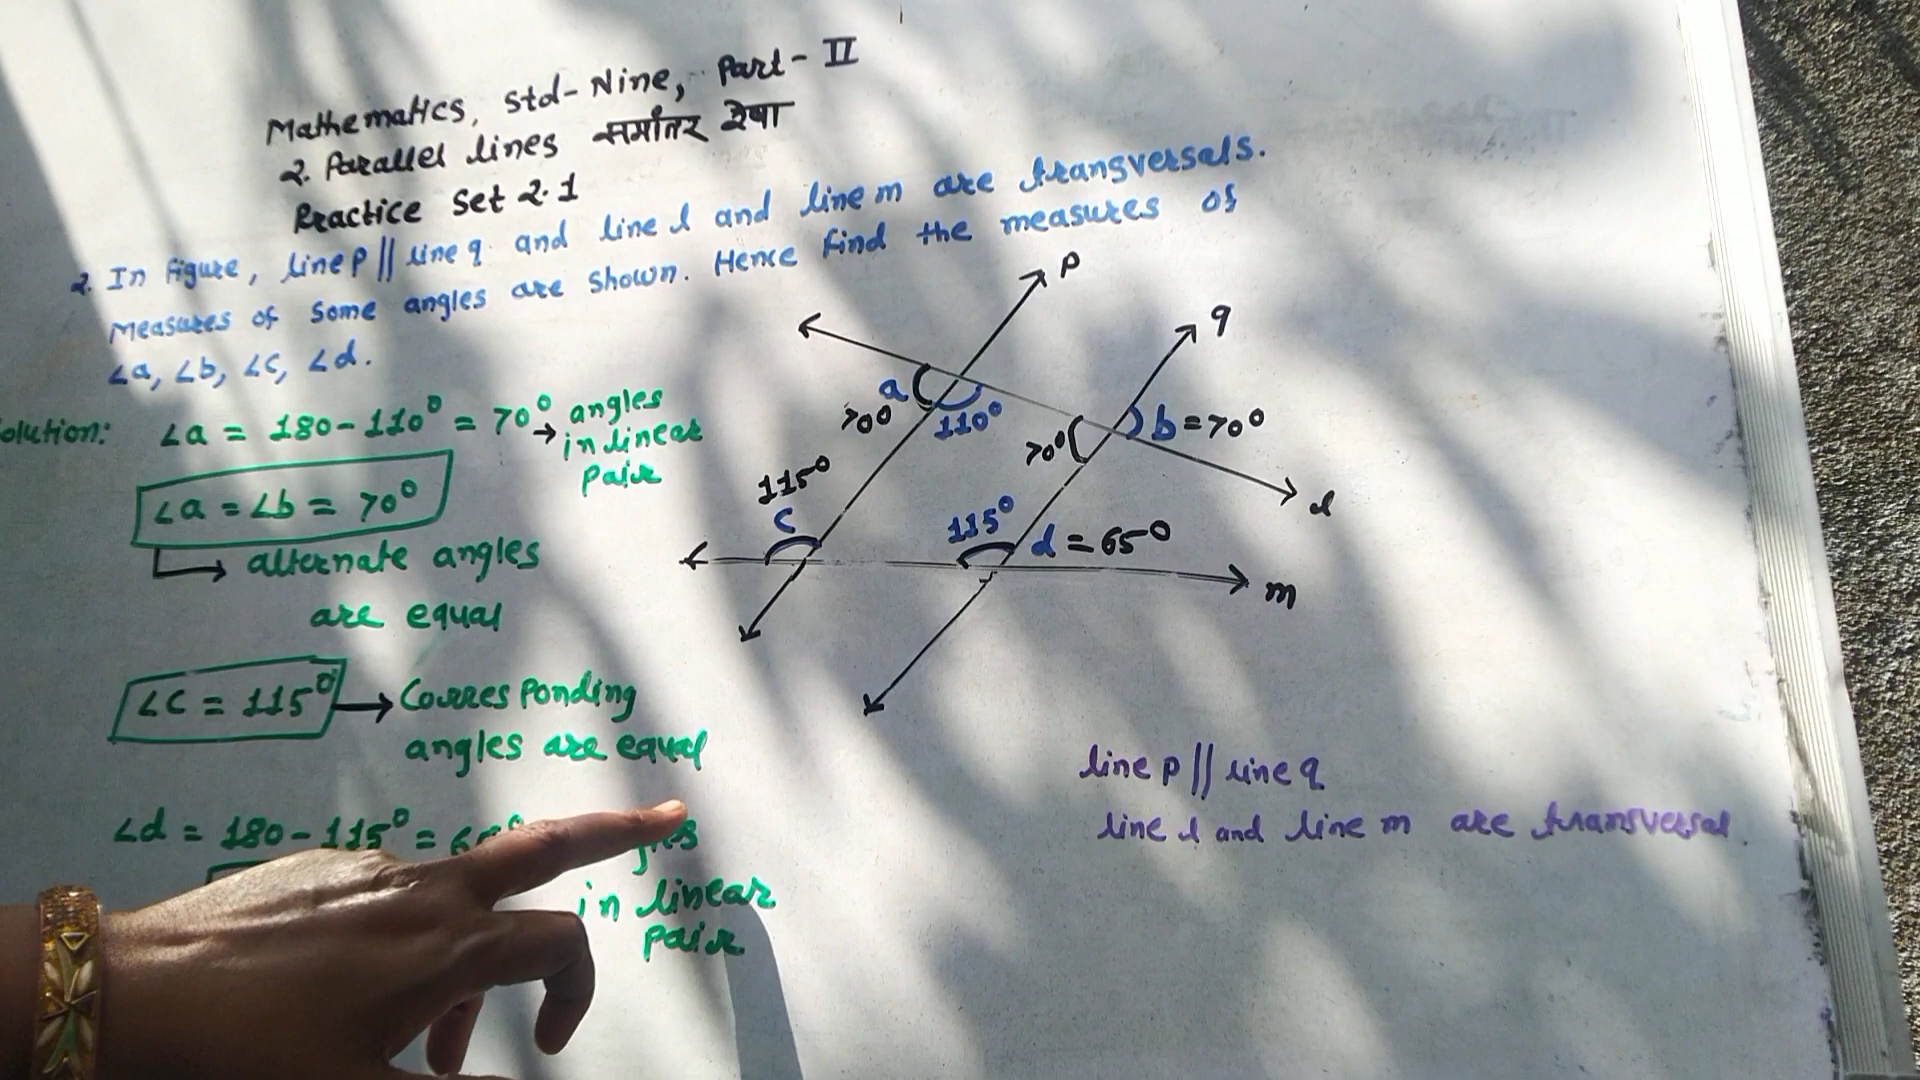 Mathematics, Std-Nine, Part-II
2. Parallel lines समांतर रेषा
Practice Set 2.1
2. In figure, line p || line q and line l and line m are transversals.
Measures of some angles are shown. Hence find the measures of
∠a, ∠b, ∠c, ∠d.
olution: ∠a = 180-110° = 70° → angles
in linear
pair
∠a = ∠b = 70°
alternate angles
are equal
∠c = 115° → Corresponding
angles are equal
∠d = 180-115° =
in linear
pair
p
q
a
70°
110°
70°
b=70°
l
115°
c
115°
d=65°
m
line p || line q
line l and line m are transversal